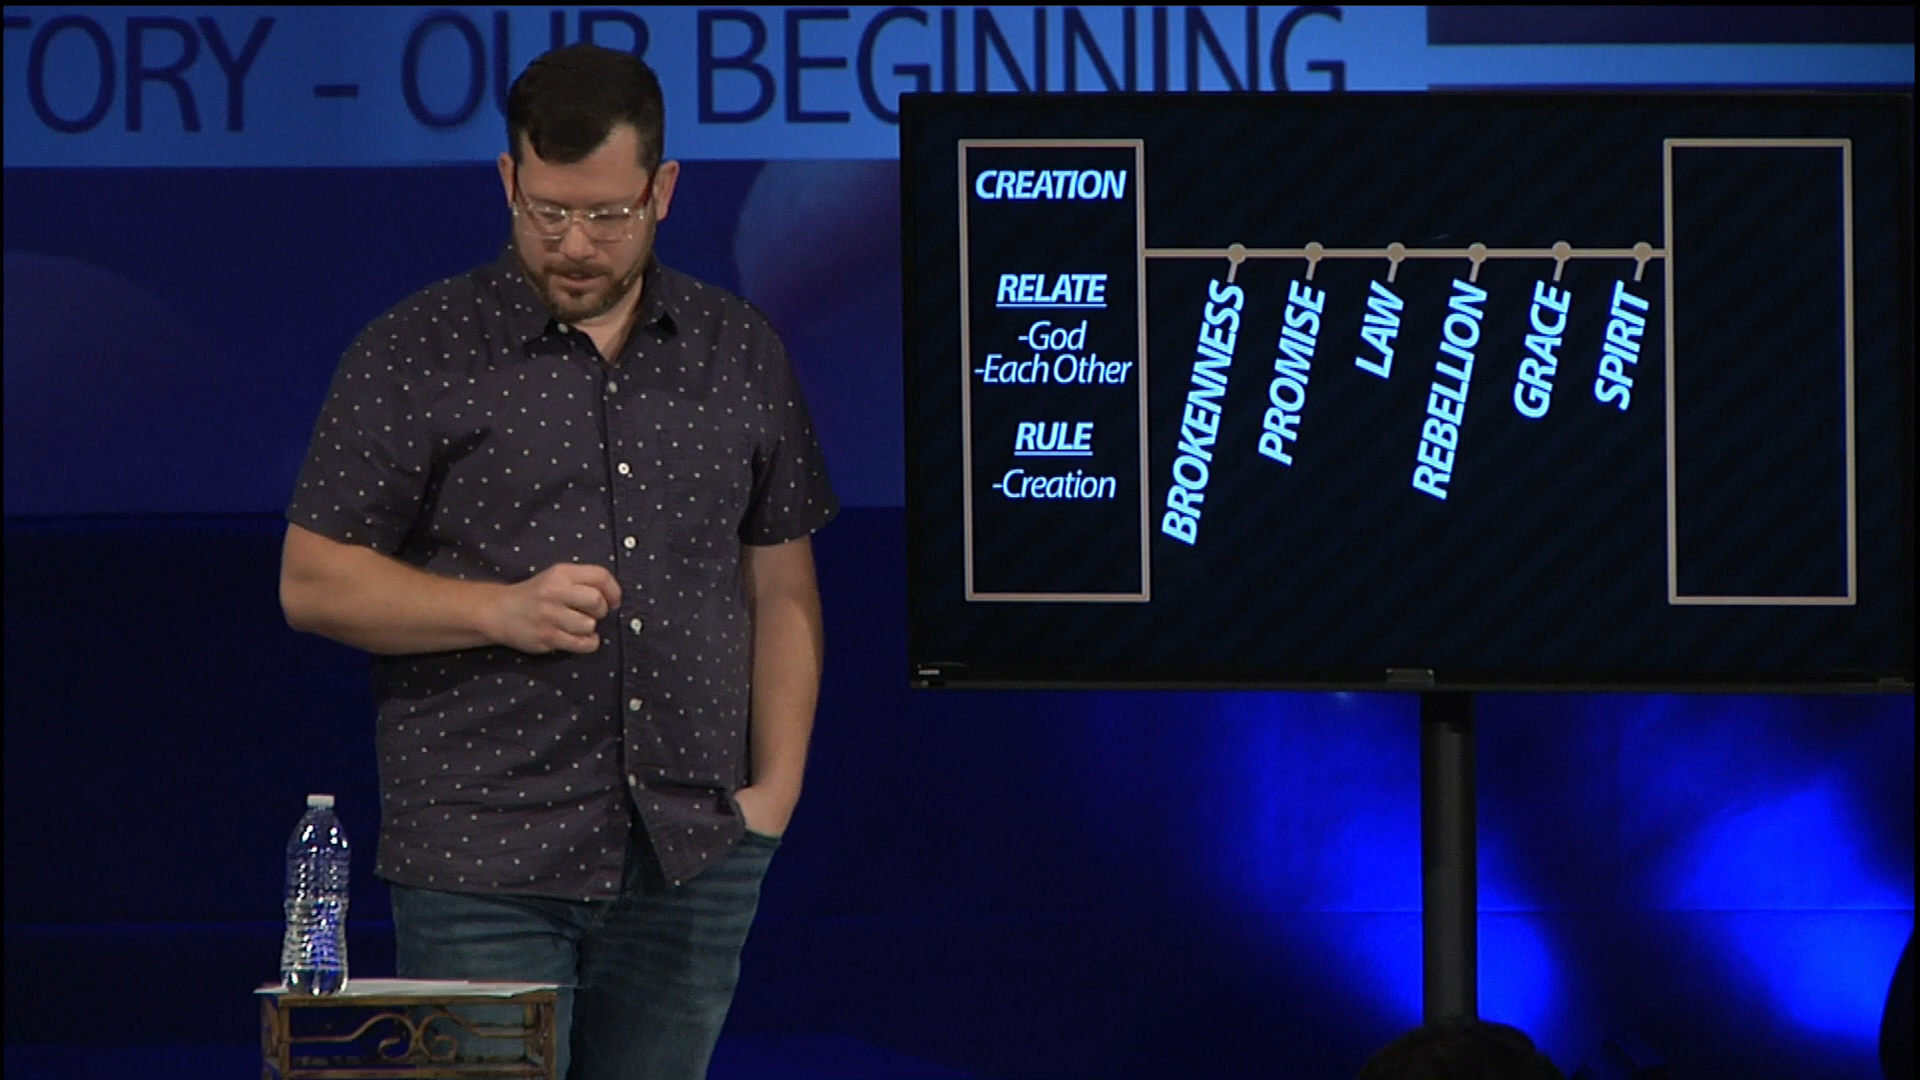 TORY - OUR BEGINNING
CREATION
RELATE
-God
-Each Other
RULE
-Creation
BROKENNESS
PROMISE
LAW
REBELLION
GRACE
SPIRIT